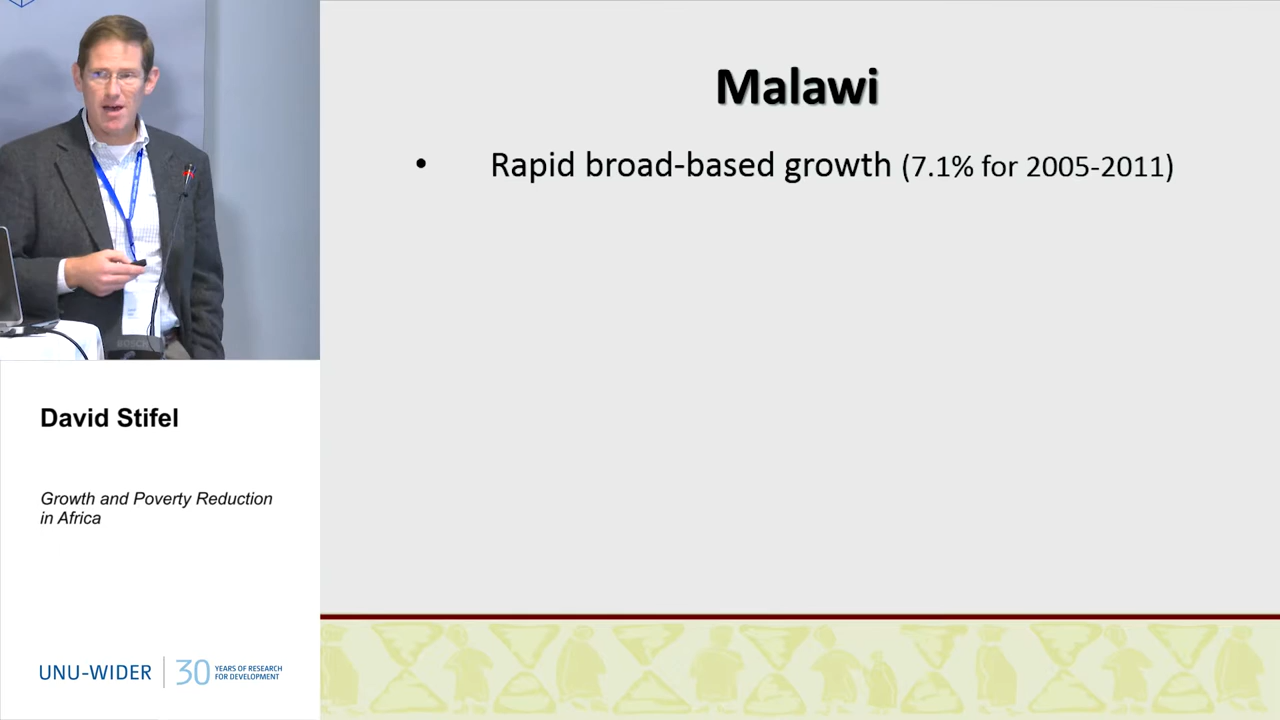 Malawi
• Rapid broad-based growth (7.1% for 2005-2011)
BOSCH
David Stifel
Growth and Poverty Reduction
in Africa
UNU-WIDER
30 YEARS OF RESEARCH
FOR DEVELOPMENT